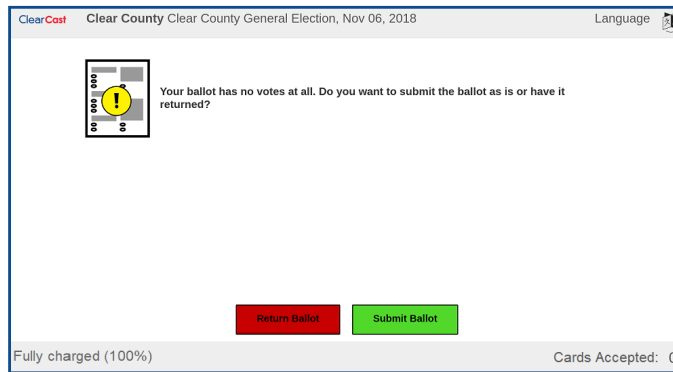 ClearCast Clear County Clear County General Election, Nov 06, 2018 Language
!
Your ballot has no votes at all. Do you want to submit the ballot as is or have it
returned?
Return Ballot Submit Ballot
Fully charged (100%) Cards Accepted: